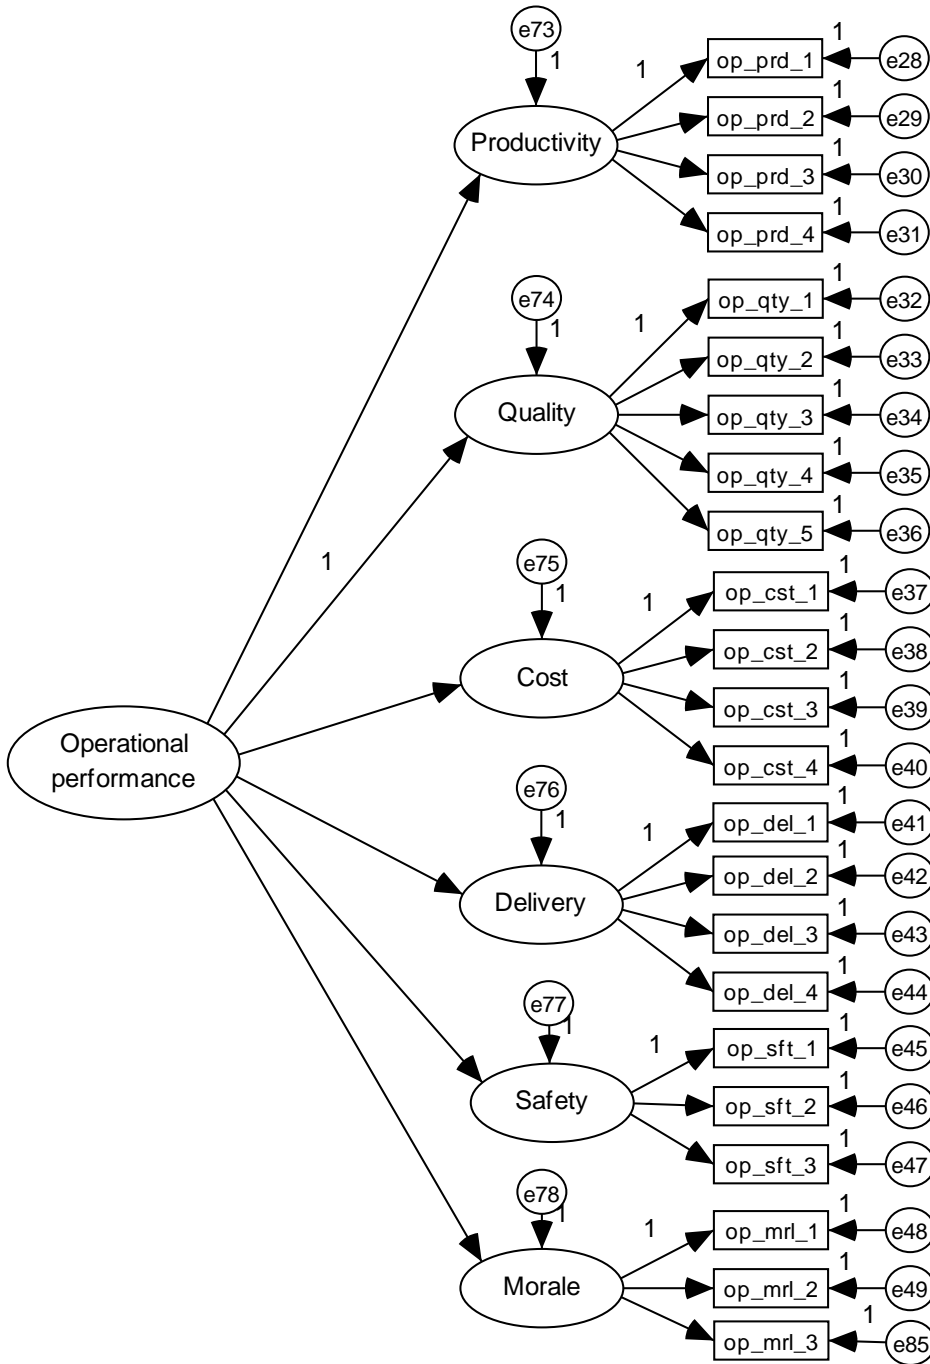 e73
1
Productivity
1
op_prd_1
1
e28
op_prd_2
1
e29
op_prd_3
1
e30
op_prd_4
1
e31
e74
1
Quality
1
op_qty_1
1
e32
op_qty_2
1
e33
op_qty_3
1
e34
op_qty_4
1
e35
op_qty_5
1
e36
1
e75
1
Cost
1
op_cst_1
1
e37
op_cst_2
1
e38
op_cst_3
1
e39
op_cst_4
1
e40
Operational
performance
e76
1
Delivery
1
op_del_1
1
e41
op_del_2
1
e42
op_del_3
1
e43
op_del_4
1
e44
e77
1
Safety
1
op_sft_1
1
e45
op_sft_2
1
e46
op_sft_3
1
e47
e78
1
Morale
1
op_mrl_1
1
e48
op_mrl_2
1
e49
op_mrl_3
1
e85